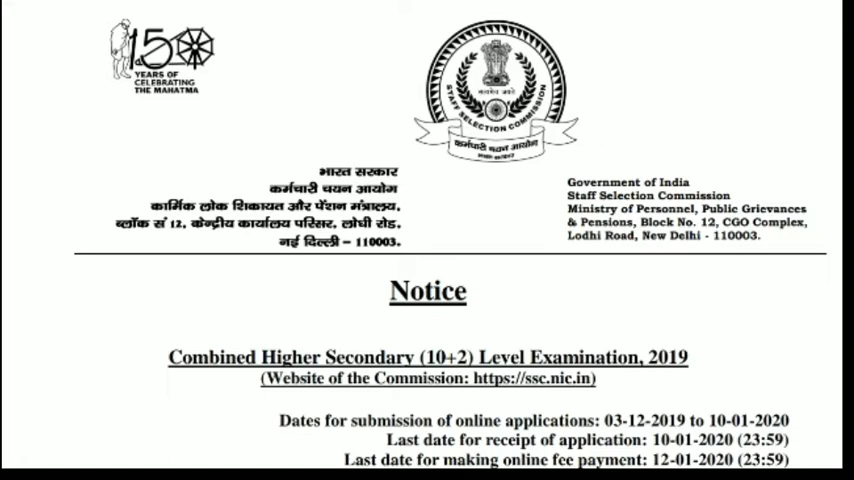 150
YEARS OF
CELEBRATING
THE MAHATMA
सत्यमेव जयते
STAFF SELECTION COMMISSION
कर्मचारी चयन आयोग
भारत सरकार
कर्मचारी चयन आयोग
कार्मिक लोक शिकायत और पेंशन मंत्रालय,
ब्लॉक सं 12, केन्द्रीय कार्यालय परिसर, लोधी रोड,
नई दिल्ली – 110003.
Government of India
Staff Selection Commission
Ministry of Personnel, Public Grievances
& Pensions, Block No. 12, CGO Complex,
Lodhi Road, New Delhi - 110003.
Notice
Combined Higher Secondary (10+2) Level Examination, 2019
(Website of the Commission: https://ssc.nic.in)
Dates for submission of online applications: 03-12-2019 to 10-01-2020
Last date for receipt of application: 10-01-2020 (23:59)
Last date for making online fee payment: 12-01-2020 (23:59)